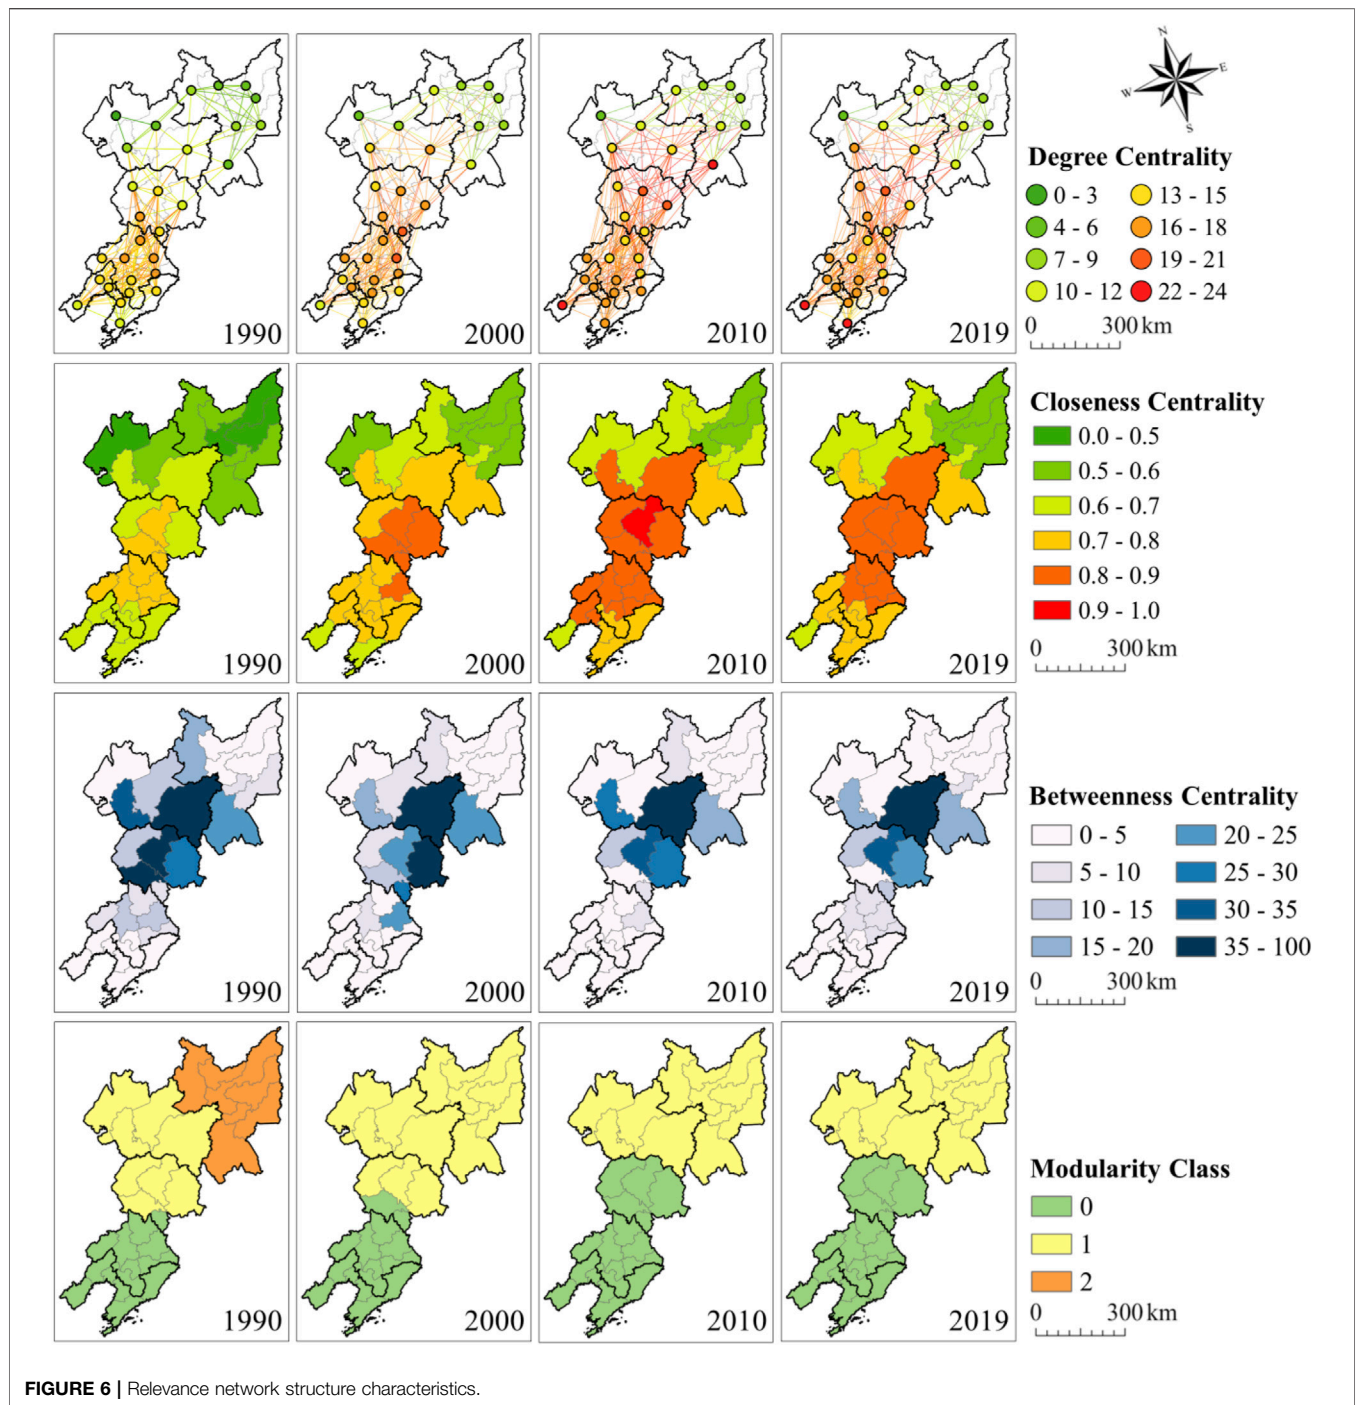 1990
2000
2010
2019
N
E
W
S
Degree Centrality
0 - 3
13 - 15
4 - 6
16 - 18
7 - 9
19 - 21
10 - 12
22 - 24
0 300 km
1990
2000
2010
2019
Closeness Centrality
0.0 - 0.5
0.5 - 0.6
0.6 - 0.7
0.7 - 0.8
0.8 - 0.9
0.9 - 1.0
0 300 km
1990
2000
2010
2019
Betweenness Centrality
0 - 5
20 - 25
5 - 10
25 - 30
10 - 15
30 - 35
15 - 20
35 - 100
0 300 km
1990
2000
2010
2019
Modularity Class
0
1
2
0 300 km
FIGURE 6 | Relevance network structure characteristics.